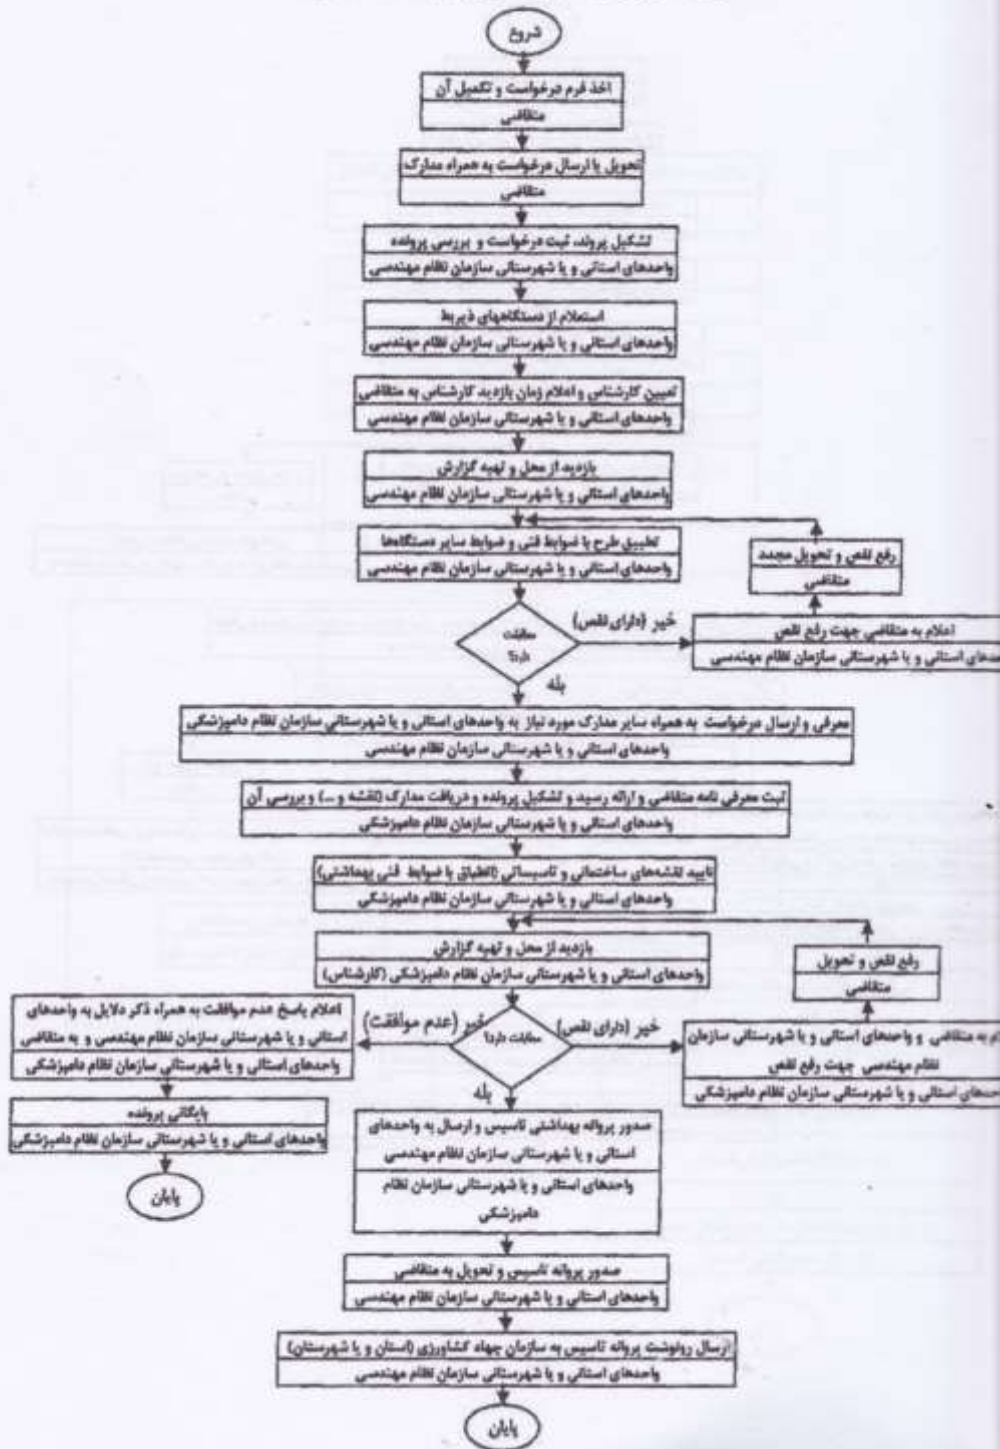 شروع
اخذ فرم درخواست و تکمیل آن
متقاضی
تحویل یا ارسال درخواست به همراه مدارک
متقاضی
تشکیل پروند، ثبت درخواست و بررسی پرونده
واحدهای استانی و یا شهرستانی سازمان نظام مهندسی
استعلام از دستگاههای ذیربط
واحدهای استانی و یا شهرستانی سازمان نظام مهندسی
تعیین کارشناس و اعلام زمان بازدید کارشناس به متقاضی
واحدهای استانی و یا شهرستانی سازمان نظام مهندسی
بازدید از محل و تهیه گزارش
واحدهای استانی و یا شهرستانی سازمان نظام مهندسی
تطبیق طرح با ضوابط فنی و ضوابط سایر دستگاهها
واحدهای استانی و یا شهرستانی سازمان نظام مهندسی
رفع نقص و تحویل مجدد
متقاضی
مطابقت
دارد؟
خیر (دارای نقص)
اعلام به متقاضی جهت رفع نقص
استانی و یا شهرستانی سازمان نظام مهندسی
بله
معرفی و ارسال درخواست به همراه سایر مدارک مورد نیاز به واحدهای استانی و یا شهرستانی سازمان نظام دامپزشکی
واحدهای استانی و یا شهرستانی سازمان نظام مهندسی
ثبت معرفی نامه متقاضی و ارائه رسید و تشکیل پرونده و دریافت مدارک (نقشه و ...) و بررسی آن
واحدهای استانی و یا شهرستانی سازمان نظام دامپزشکی
تایید نقشه‌های ساختمانی و تاسیساتی (انطباق با ضوابط فنی بهداشتی)
واحدهای استانی و یا شهرستانی سازمان نظام دامپزشکی
بازدید از محل و تهیه گزارش
واحدهای استانی و یا شهرستانی سازمان نظام دامپزشکی (کارشناس)
رفع نقص و تحویل
متقاضی
مطابقت دارد؟
خیر (دارای نقص)
به متقاضی و واحدهای استانی و یا شهرستانی سازمان
نظام مهندسی جهت رفع نقص
استانی و یا شهرستانی سازمان نظام دامپزشکی
خیر (عدم موافقت)
اعلام پاسخ عدم موافقت به همراه ذکر دلایل به واحدهای
استانی و یا شهرستانی سازمان نظام مهندسی و به متقاضی
واحدهای استانی و یا شهرستانی سازمان نظام دامپزشکی
بایگانی پرونده
واحدهای استانی و یا شهرستانی سازمان نظام دامپزشکی
پایان
بله
صدور پروانه بهداشتی تاسیس و ارسال به واحدهای
استانی و یا شهرستانی سازمان نظام مهندسی
واحدهای استانی و یا شهرستانی سازمان نظام
دامپزشکی
صدور پروانه تاسیس و تحویل به متقاضی
واحدهای استانی و یا شهرستانی سازمان نظام مهندسی
ارسال رونوشت پروانه تاسیس به سازمان جهاد کشاورزی (استان و یا شهرستان)
واحدهای استانی و یا شهرستانی سازمان نظام مهندسی
پایان